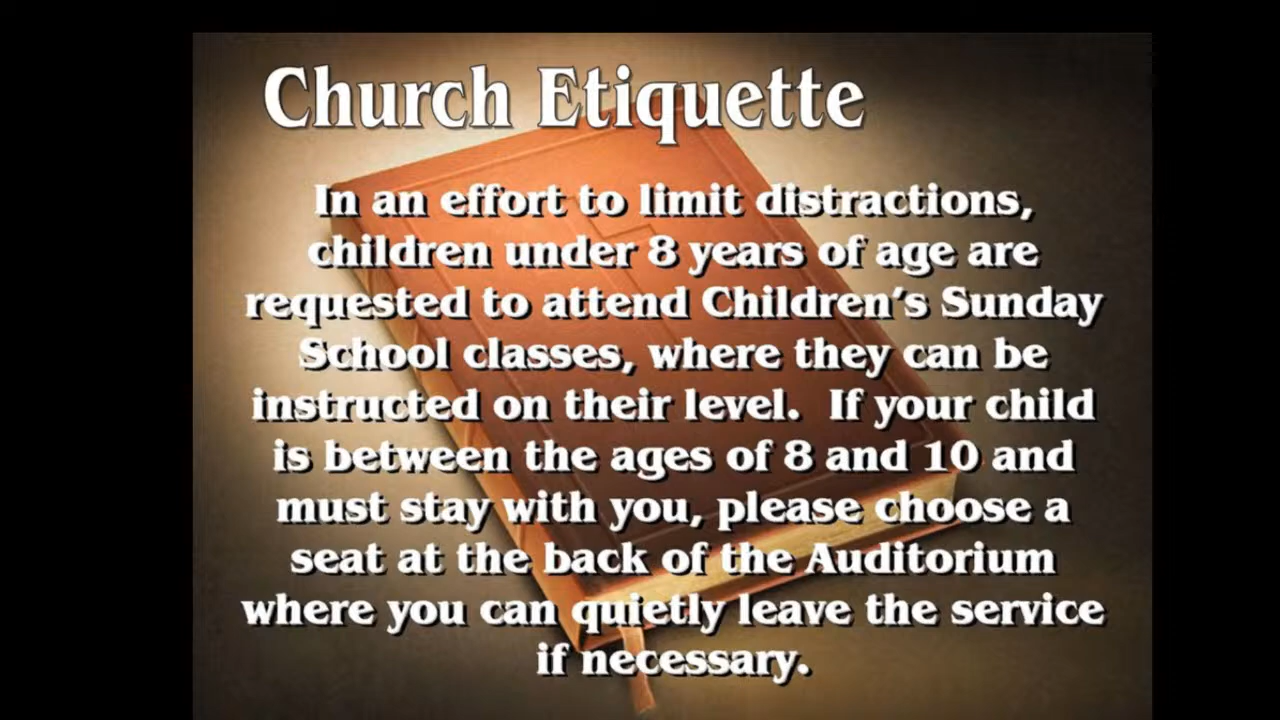 Church Etiquette
In an effort to limit distractions,
children under 8 years of age are
requested to attend Children’s Sunday
School classes, where they can be
instructed on their level.  If your child
is between the ages of 8 and 10 and
must stay with you, please choose a
seat at the back of the Auditorium
where you can quietly leave the service
if necessary.